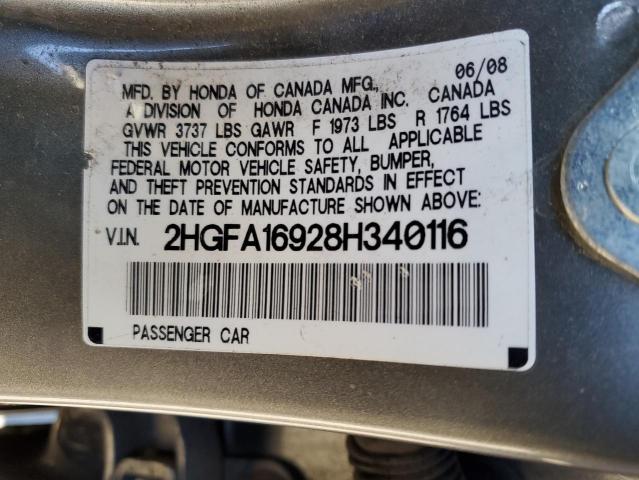 06/08
MFD. BY HONDA OF CANADA MFG.,
A DIVISION OF HONDA CANADA INC. CANADA
GVWR 3737 LBS GAWR F 1973 LBS R 1764 LBS
THIS VEHICLE CONFORMS TO ALL APPLICABLE
FEDERAL MOTOR VEHICLE SAFETY, BUMPER,
AND THEFT PREVENTION STANDARDS IN EFFECT
ON THE DATE OF MANUFACTURE SHOWN ABOVE:
V.I.N. 2HGFA16928H340116
PASSENGER CAR